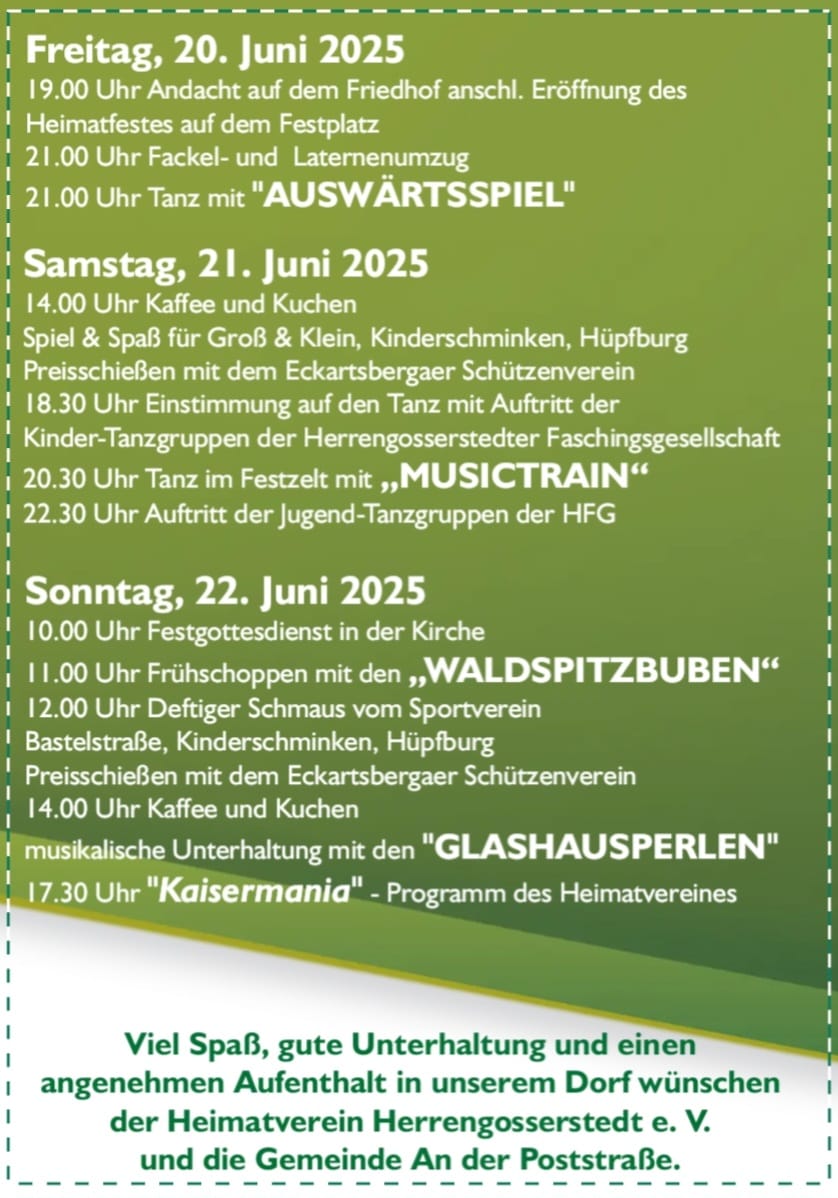 Freitag, 20. Juni 2025
19.00 Uhr Andacht auf dem Friedhof anschl. Eröffnung des
Heimatfestes auf dem Festplatz
21.00 Uhr Fackel- und Laternenumzug
21.00 Uhr Tanz mit "AUSWÄRTSSPIEL"
Samstag, 21. Juni 2025
14.00 Uhr Kaffee und Kuchen
Spiel & Spaß für Groß & Klein, Kinderschminken, Hüpfburg
Preisschießen mit dem Eckartsbergaer Schützenverein
18.30 Uhr Einstimmung auf den Tanz mit Auftritt der
Kinder-Tanzgruppen der Herrengosserstedter Faschingsgesellschaft
20.30 Uhr Tanz im Festzelt mit „MUSICTRAIN“
22.30 Uhr Auftritt der Jugend-Tanzgruppen der HFG
Sonntag, 22. Juni 2025
10.00 Uhr Festgottesdienst in der Kirche
11.00 Uhr Frühschoppen mit den „WALDSPITZBUBEN“
12.00 Uhr Deftiger Schmaus vom Sportverein
Bastelstraße, Kinderschminken, Hüpfburg
Preisschießen mit dem Eckartsbergaer Schützenverein
14.00 Uhr Kaffee und Kuchen
musikalische Unterhaltung mit den "GLASHAUSPERLEN"
17.30 Uhr "Kaisermania" - Programm des Heimatvereines
Viel Spaß, gute Unterhaltung und einen
angenehmen Aufenthalt in unserem Dorf wünschen
der Heimatverein Herrengosserstedt e. V.
und die Gemeinde An der Poststraße.